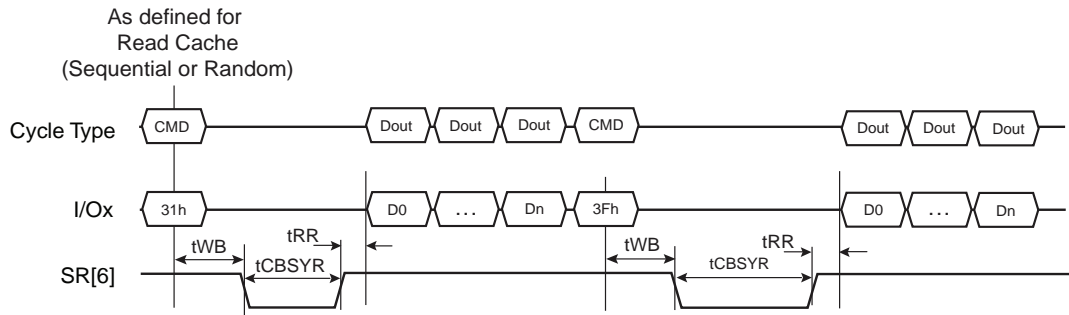 As defined for
Read Cache
(Sequential or Random)
Cycle Type CMD Dout Dout Dout CMD Dout Dout Dout
I/Ox 31h D0 ... Dn 3Fh D0 ... Dn
tWB tRR tWB tRR
tCBSYR tCBSYR
SR[6]